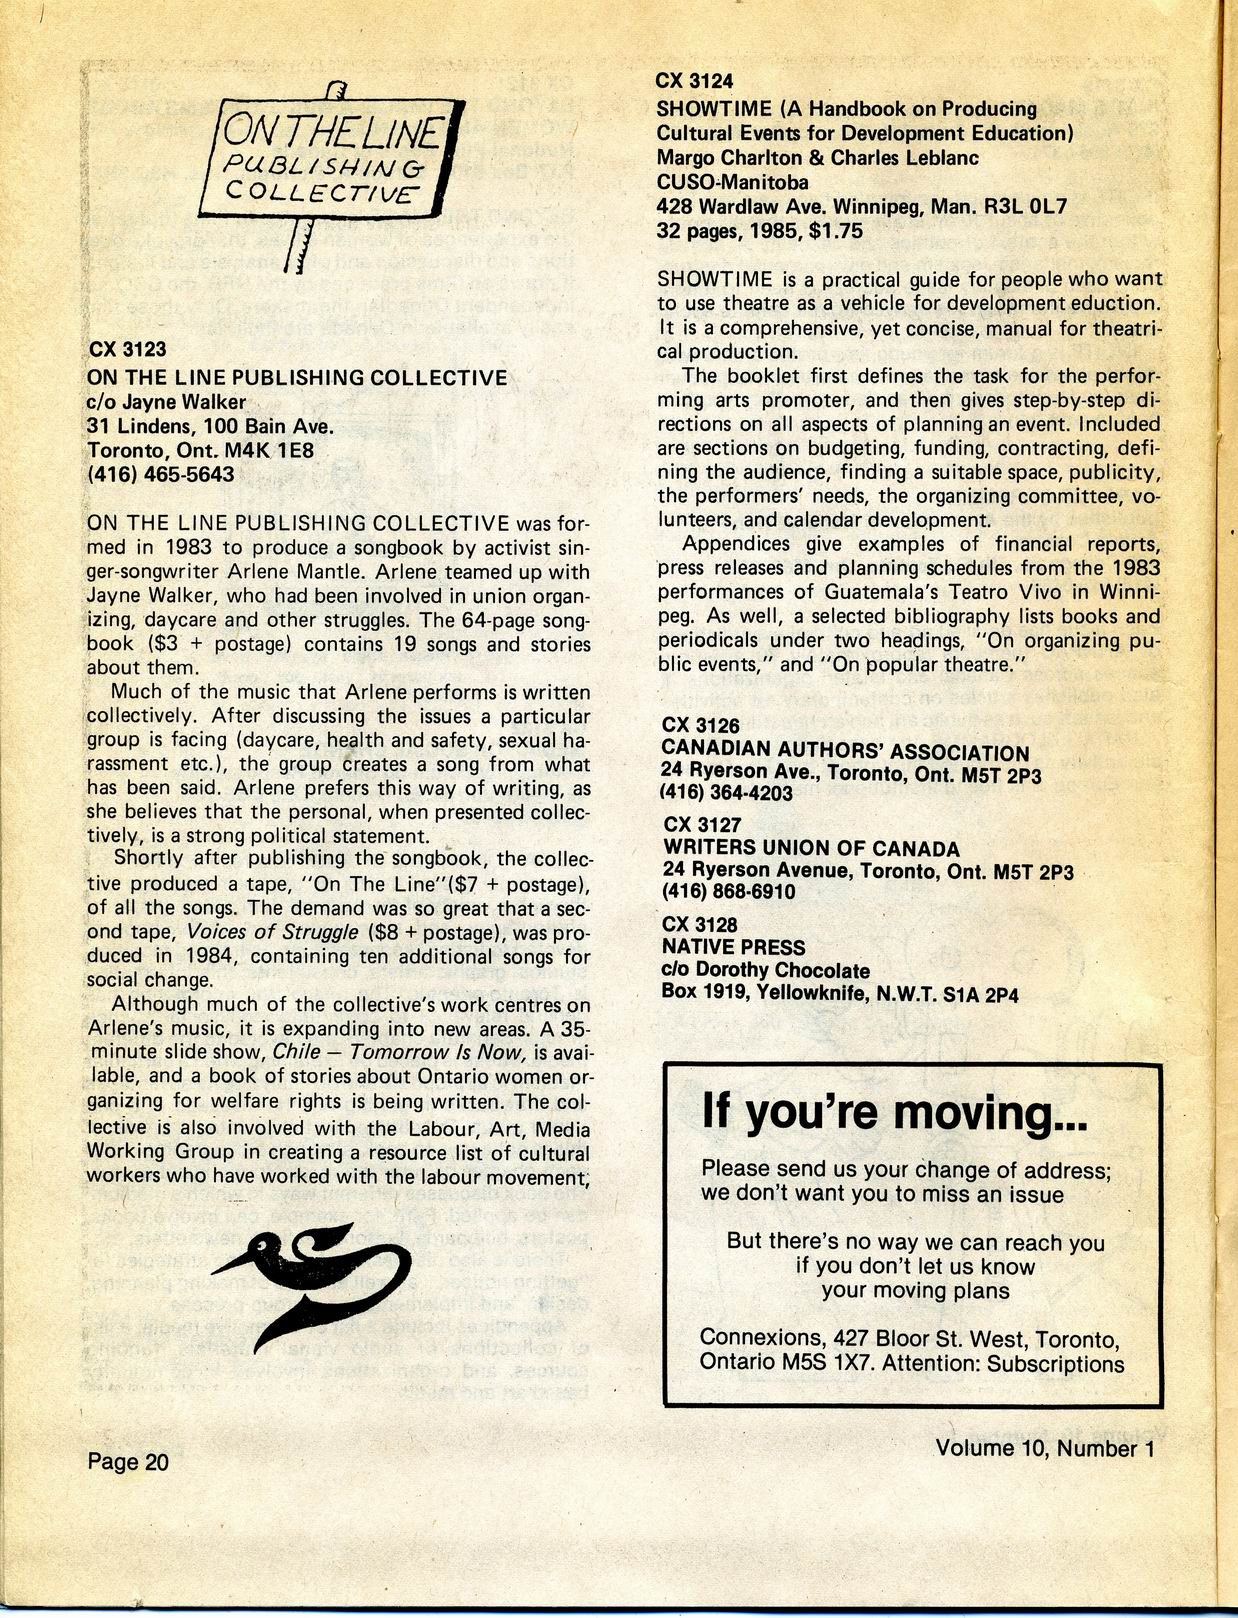 ON THE LINE
PUBLISHING
COLLECTIVE
CX 3123
ON THE LINE PUBLISHING COLLECTIVE
c/o Jayne Walker
31 Lindens, 100 Bain Ave.
Toronto, Ont. M4K 1E8
(416) 465-5643
ON THE LINE PUBLISHING COLLECTIVE was for-
med in 1983 to produce a songbook by activist sin-
ger-songwriter Arlene Mantle. Arlene teamed up with
Jayne Walker, who had been involved in union organ-
izing, daycare and other struggles. The 64-page song-
book ($3 + postage) contains 19 songs and stories
about them.
Much of the music that Arlene performs is written
collectively. After discussing the issues a particular
group is facing (daycare, health and safety, sexual ha-
rassment etc.), the group creates a song from what
has been said. Arlene prefers this way of writing, as
she believes that the personal, when presented collec-
tively, is a strong political statement.
Shortly after publishing the songbook, the collec-
tive produced a tape, "On The Line"($7 + postage),
of all the songs. The demand was so great that a sec-
ond tape, Voices of Struggle ($8 + postage), was pro-
duced in 1984, containing ten additional songs for
social change.
Although much of the collective's work centres on
Arlene's music, it is expanding into new areas. A 35-
minute slide show, Chile — Tomorrow Is Now, is avai-
lable, and a book of stories about Ontario women or-
ganizing for welfare rights is being written. The col-
lective is also involved with the Labour, Art, Media
Working Group in creating a resource list of cultural
workers who have worked with the labour movement;
CX 3124
SHOWTIME (A Handbook on Producing
Cultural Events for Development Education)
Margo Charlton & Charles Leblanc
CUSO-Manitoba
428 Wardlaw Ave. Winnipeg, Man. R3L 0L7
32 pages, 1985, $1.75
SHOWTIME is a practical guide for people who want
to use theatre as a vehicle for development eduction.
It is a comprehensive, yet concise, manual for theatri-
cal production.
The booklet first defines the task for the perfor-
ming arts promoter, and then gives step-by-step di-
rections on all aspects of planning an event. Included
are sections on budgeting, funding, contracting, defi-
ning the audience, finding a suitable space, publicity,
the performers' needs, the organizing committee, vo-
lunteers, and calendar development.
Appendices give examples of financial reports,
press releases and planning schedules from the 1983
performances of Guatemala's Teatro Vivo in Winni-
peg. As well, a selected bibliography lists books and
periodicals under two headings, "On organizing pu-
blic events," and "On popular theatre."
CX 3126
CANADIAN AUTHORS' ASSOCIATION
24 Ryerson Ave., Toronto, Ont. M5T 2P3
(416) 364-4203
CX 3127
WRITERS UNION OF CANADA
24 Ryerson Avenue, Toronto, Ont. M5T 2P3
(416) 868-6910
CX 3128
NATIVE PRESS
c/o Dorothy Chocolate
Box 1919, Yellowknife, N.W.T. S1A 2P4
If you're moving...
Please send us your change of address;
we don't want you to miss an issue
But there's no way we can reach you
if you don't let us know
your moving plans
Connexions, 427 Bloor St. West, Toronto,
Ontario M5S 1X7. Attention: Subscriptions
Page 20
Volume 10, Number 1